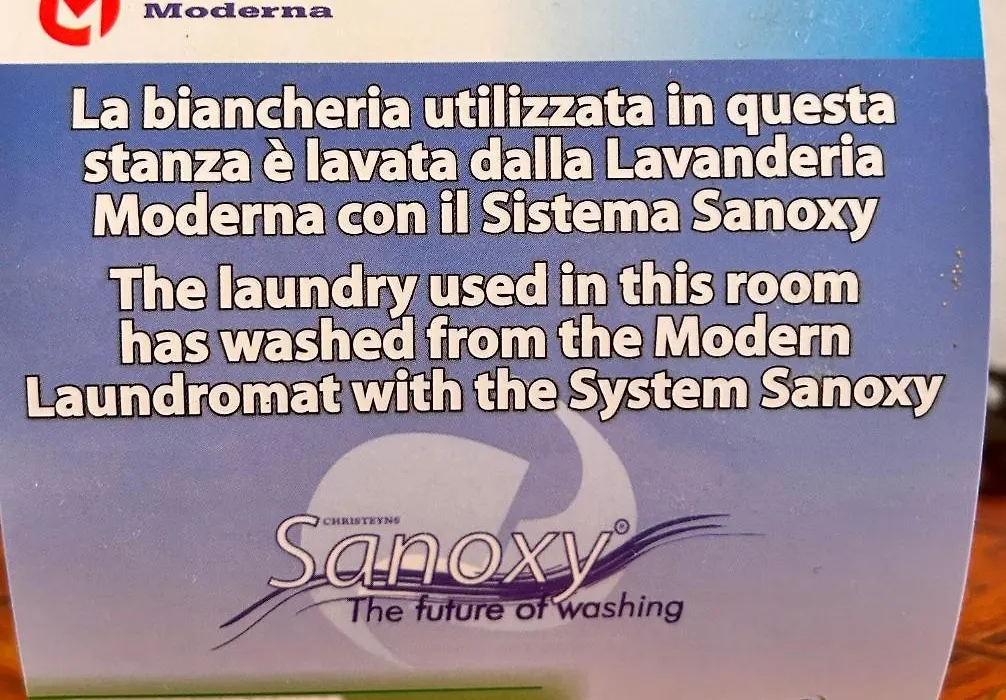 Moderna
La biancheria utilizzata in questa
stanza è lavata dalla Lavanderia
Moderna con il Sistema Sanoxy
The laundry used in this room
has washed from the Modern
Laundromat with the System Sanoxy
CHRISTEYNS
Sanoxy®
The future of washing